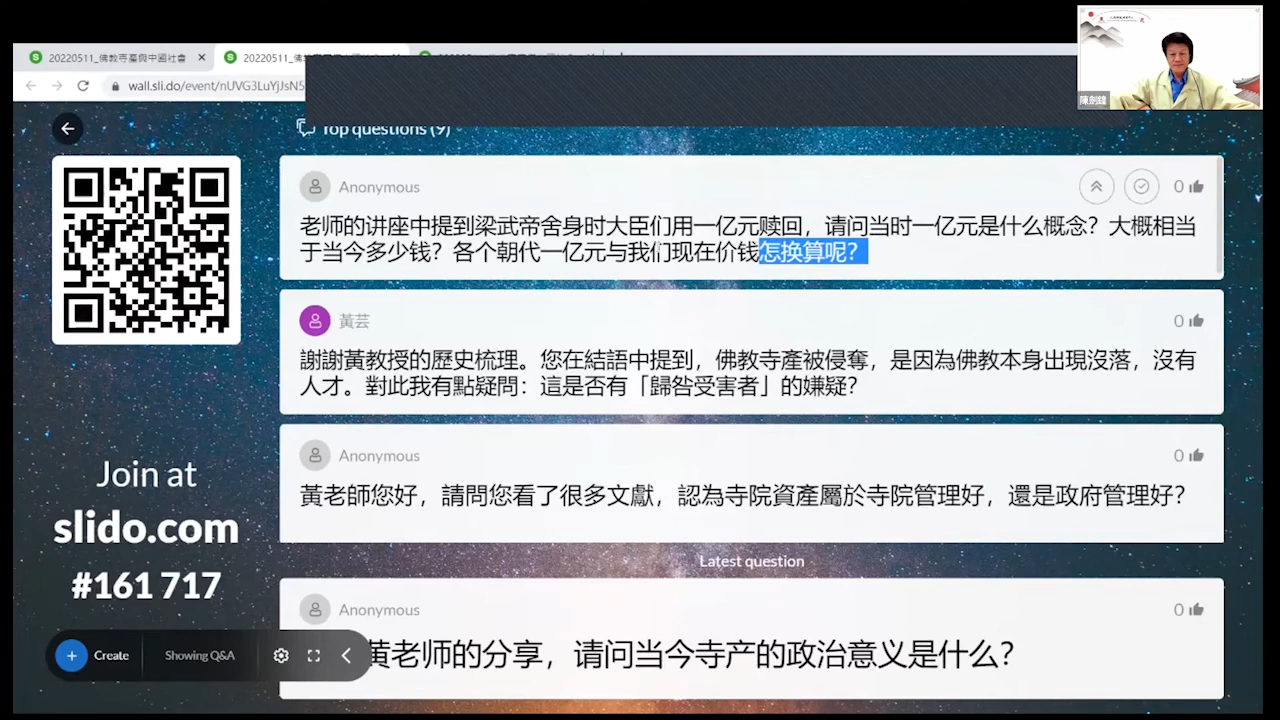 20220511_佛教寺產與中國社會
20220511_佛
wall.sli.do/event/nUVG3LuYjJsN5
陳劍鍠
Top questions (9)
Anonymous
0
老师的讲座中提到梁武帝舍身时大臣们用一亿元赎回，请问当时一亿元是什么概念？大概相当
于当今多少钱？各个朝代一亿元与我们现在价钱怎换算呢？
黃芸
0
謝謝黃教授的歷史梳理。您在結語中提到，佛教寺產被侵奪，是因為佛教本身出現沒落，沒有
人才。對此我有點疑問：這是否有「歸咎受害者」的嫌疑？
Anonymous
0
黃老師您好，請問您看了很多文獻，認為寺院資產屬於寺院管理好，還是政府管理好？
Latest question
Anonymous
0
黄老师的分享，请问当今寺产的政治意义是什么？
Join at
slido.com
#161 717
Create
Showing Q&A